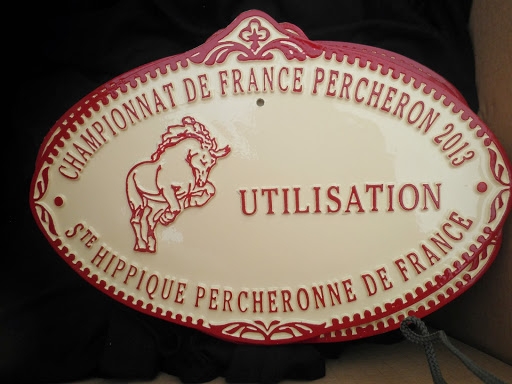 CHAMPIONNAT DE FRANCE PERCHERON 2013
UTILISATION
STE HIPPIQUE PERCHERONNE DE FRANCE